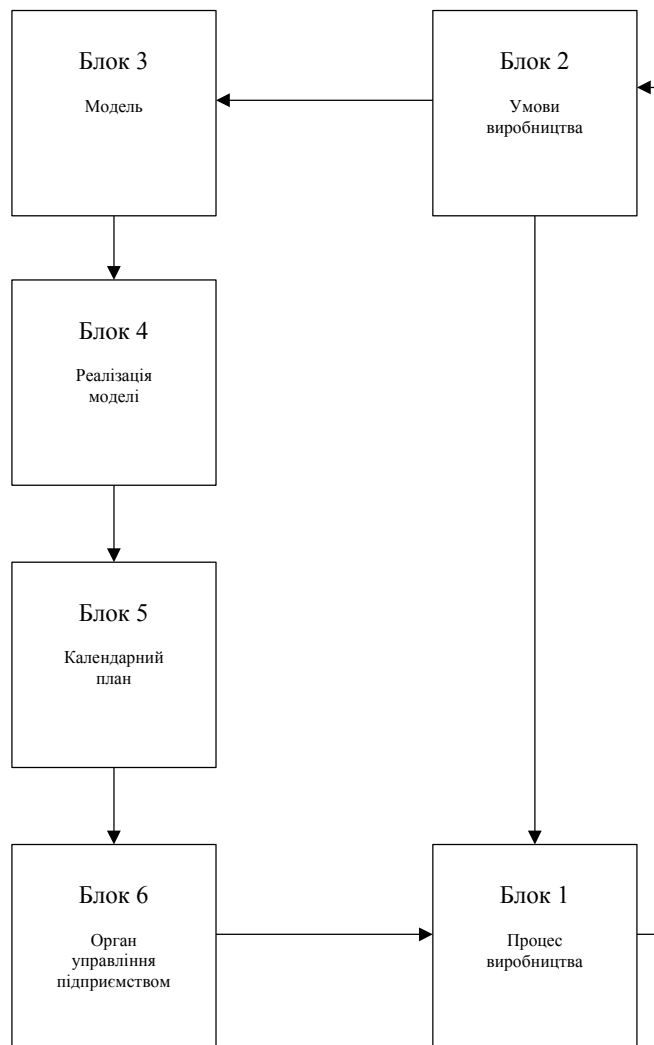 Блок 3
Модель
Блок 2
Умови
виробництва
Блок 4
Реалізація
моделі
Блок 5
Календарний
план
Блок 6
Орган
управління
підприємством
Блок 1
Процес
виробництва